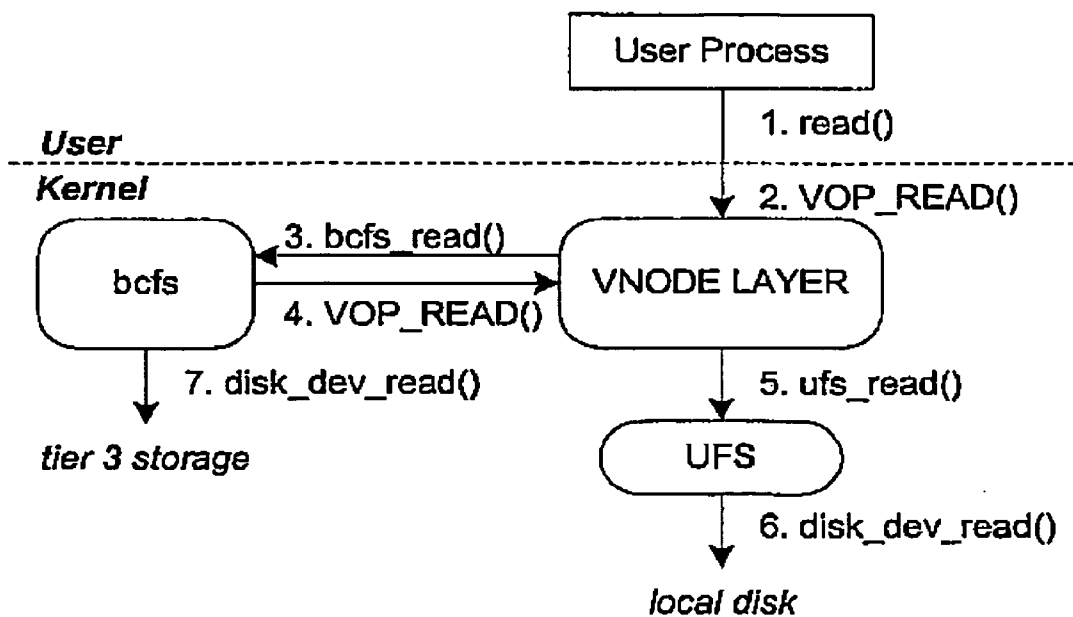 User Process
1. read()
User
Kernel
2. VOP_READ()
3. bcfs_read()
bcfs
VNODE LAYER
4. VOP_READ()
7. disk_dev_read()
5. ufs_read()
tier 3 storage
UFS
6. disk_dev_read()
local disk